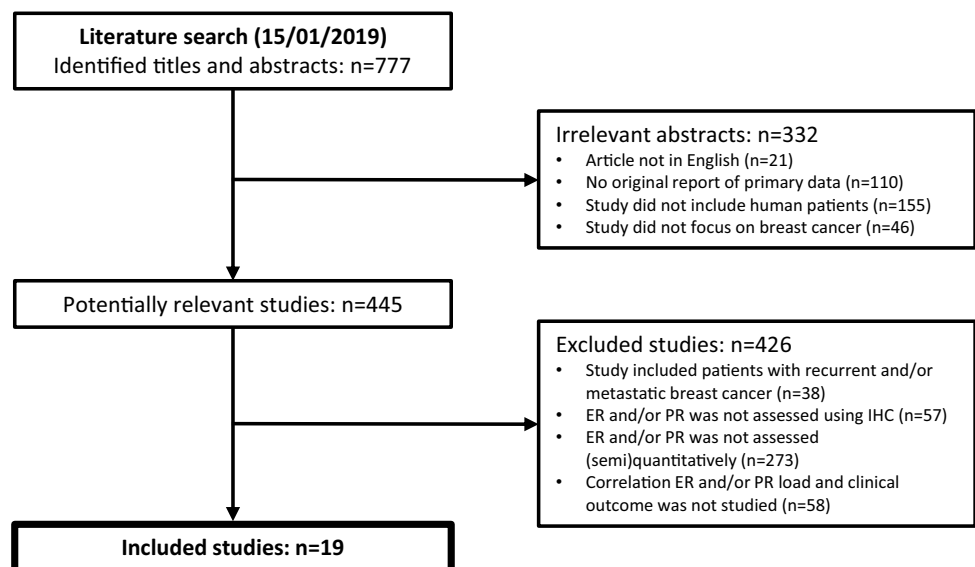 Literature search (15/01/2019)
Identified titles and abstracts: n=777
Irrelevant abstracts: n=332
• Article not in English (n=21)
• No original report of primary data (n=110)
• Study did not include human patients (n=155)
• Study did not focus on breast cancer (n=46)
Potentially relevant studies: n=445
Excluded studies: n=426
• Study included patients with recurrent and/or
metastatic breast cancer (n=38)
• ER and/or PR was not assessed using IHC (n=57)
• ER and/or PR was not assessed
(semi)quantitatively (n=273)
• Correlation ER and/or PR load and clinical
outcome was not studied (n=58)
Included studies: n=19